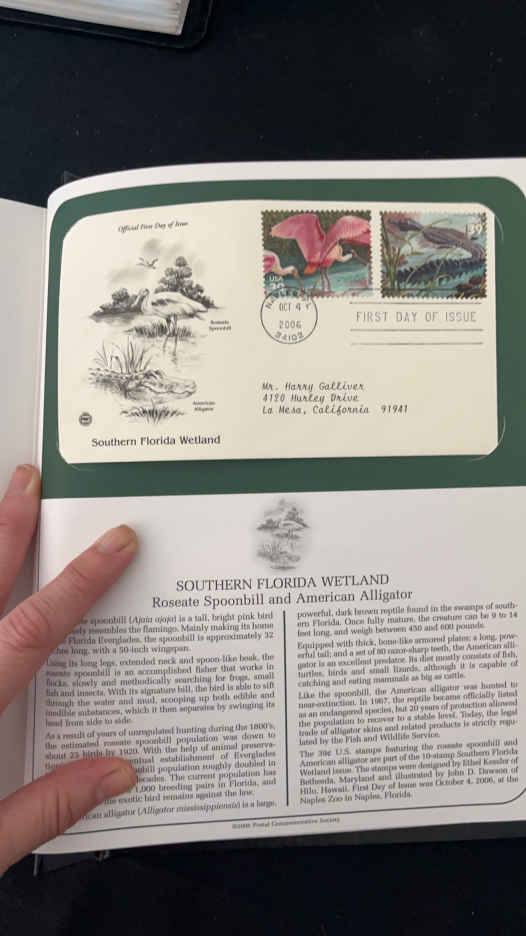 Official First Day of Issue
USA
39
NAPLES FL
OCT 4
2006
34102
FIRST DAY OF ISSUE
Roseate
Spoonbill
American
Alligator
Mr. Harry Galliver
4120 Hurley Drive
La Mesa, California 91941
Southern Florida Wetland
SOUTHERN FLORIDA WETLAND
Roseate Spoonbill and American Alligator
spoonbill (Ajaia ajaja) is a tall, bright pink bird
resembles the flamingo. Mainly making its home
Florida Everglades, the spoonbill is approximately 32
inches long, with a 50-inch wingspan.
Using its long legs, extended neck and spoon-like beak, the
roseate spoonbill is an accomplished fisher that works in
flocks, slowly and methodically searching for frogs, small
fish and insects. With its signature bill, the bird is able to sift
through the water and mud, scooping up both edible and
inedible substances, which it then separates by swinging its
head from side to side.
As a result of years of unregulated hunting during the 1800's,
the estimated roseate spoonbill population was down to
about 25 birds by 1920. With the help of animal preserva-
eventual establishment of Everglades
spoonbill population roughly doubled in
decades. The current population has
1,000 breeding pairs in Florida, and
the exotic bird remains against the law.
American alligator (Alligator mississippiensis) is a large,
powerful, dark brown reptile found in the swamps of south-
ern Florida. Once fully mature, the creature can be 9 to 14
feet long, and weigh between 450 and 600 pounds.
Equipped with thick, bone-like armored plates; a long, pow-
erful tail; and a set of 80 razor-sharp teeth, the American alli-
gator is an excellent predator. Its diet mostly consists of fish,
turtles, birds and small lizards, although it is capable of
catching and eating mammals as big as cattle.
Like the spoonbill, the American alligator was hunted to
near-extinction. In 1967, the reptile became officially listed
as an endangered species, but 20 years of protection allowed
the population to recover to a stable level. Today, the legal
trade of alligator skins and related products is strictly regu-
lated by the Fish and Wildlife Service.
The 39¢ U.S. stamps featuring the roseate spoonbill and
American alligator are part of the 10-stamp Southern Florida
Wetland issue. The stamps were designed by Ethel Kessler of
Bethesda, Maryland and illustrated by John D. Dawson of
Hilo, Hawaii. First Day of Issue was October 4, 2006, at the
Naples Zoo in Naples, Florida.
Postal Commemorative Society